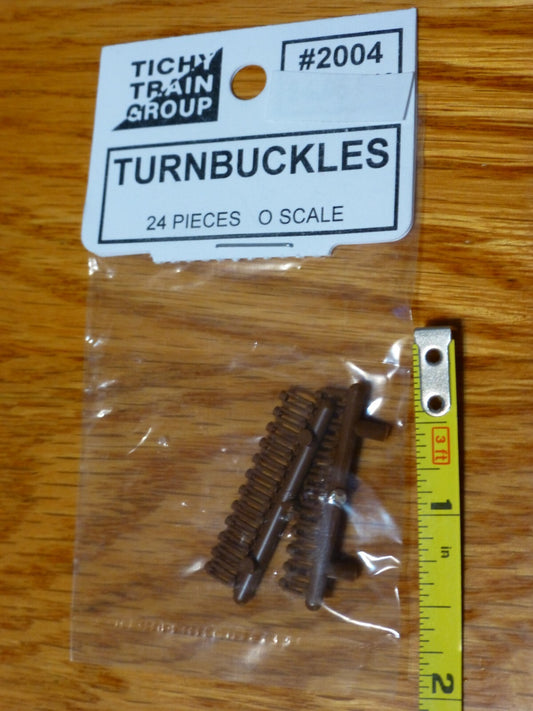 TICHY
TRAIN
GROUP
#2004
TURNBUCKLES
24 PIECES O SCALE
3 ft
1
in
2